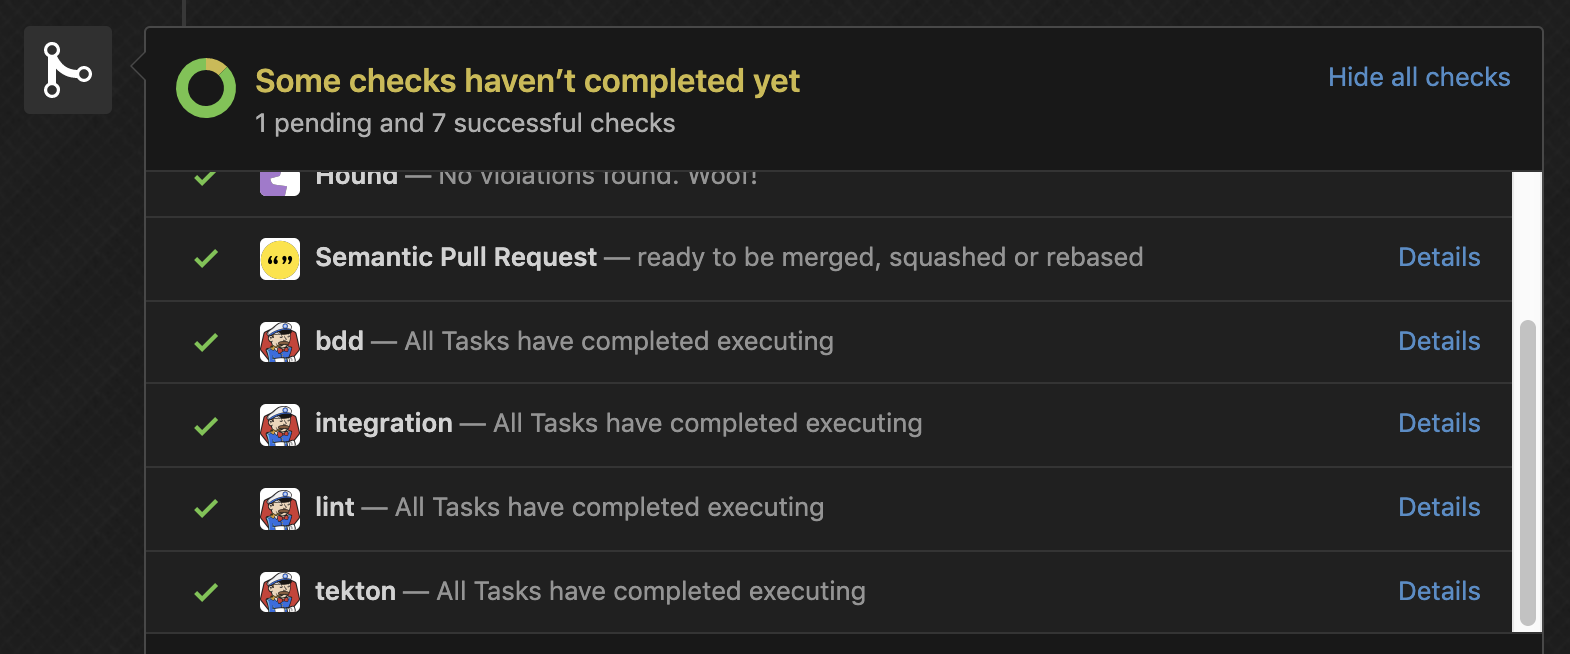 Some checks haven’t completed yet
1 pending and 7 successful checks
Hide all checks
Hound — No violations found. Woof!
Semantic Pull Request — ready to be merged, squashed or rebased
Details
bdd — All Tasks have completed executing
Details
integration — All Tasks have completed executing
Details
lint — All Tasks have completed executing
Details
tekton — All Tasks have completed executing
Details